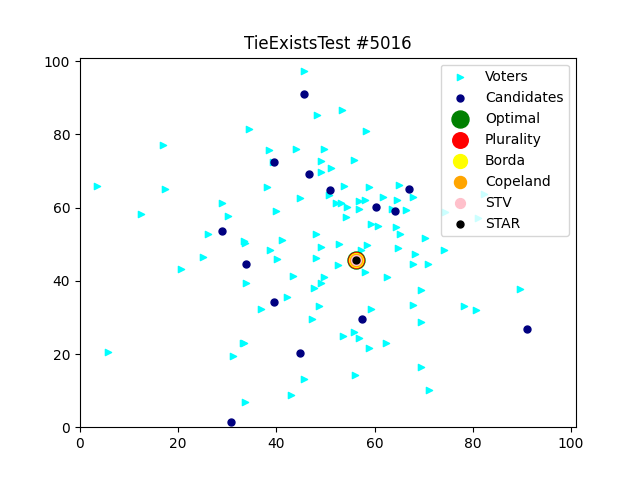 TieExistsTest #5016
100
80
60
40
20
0
0 20 40 60 80 100
Voters
Candidates
Optimal
Plurality
Borda
Copeland
STV
STAR